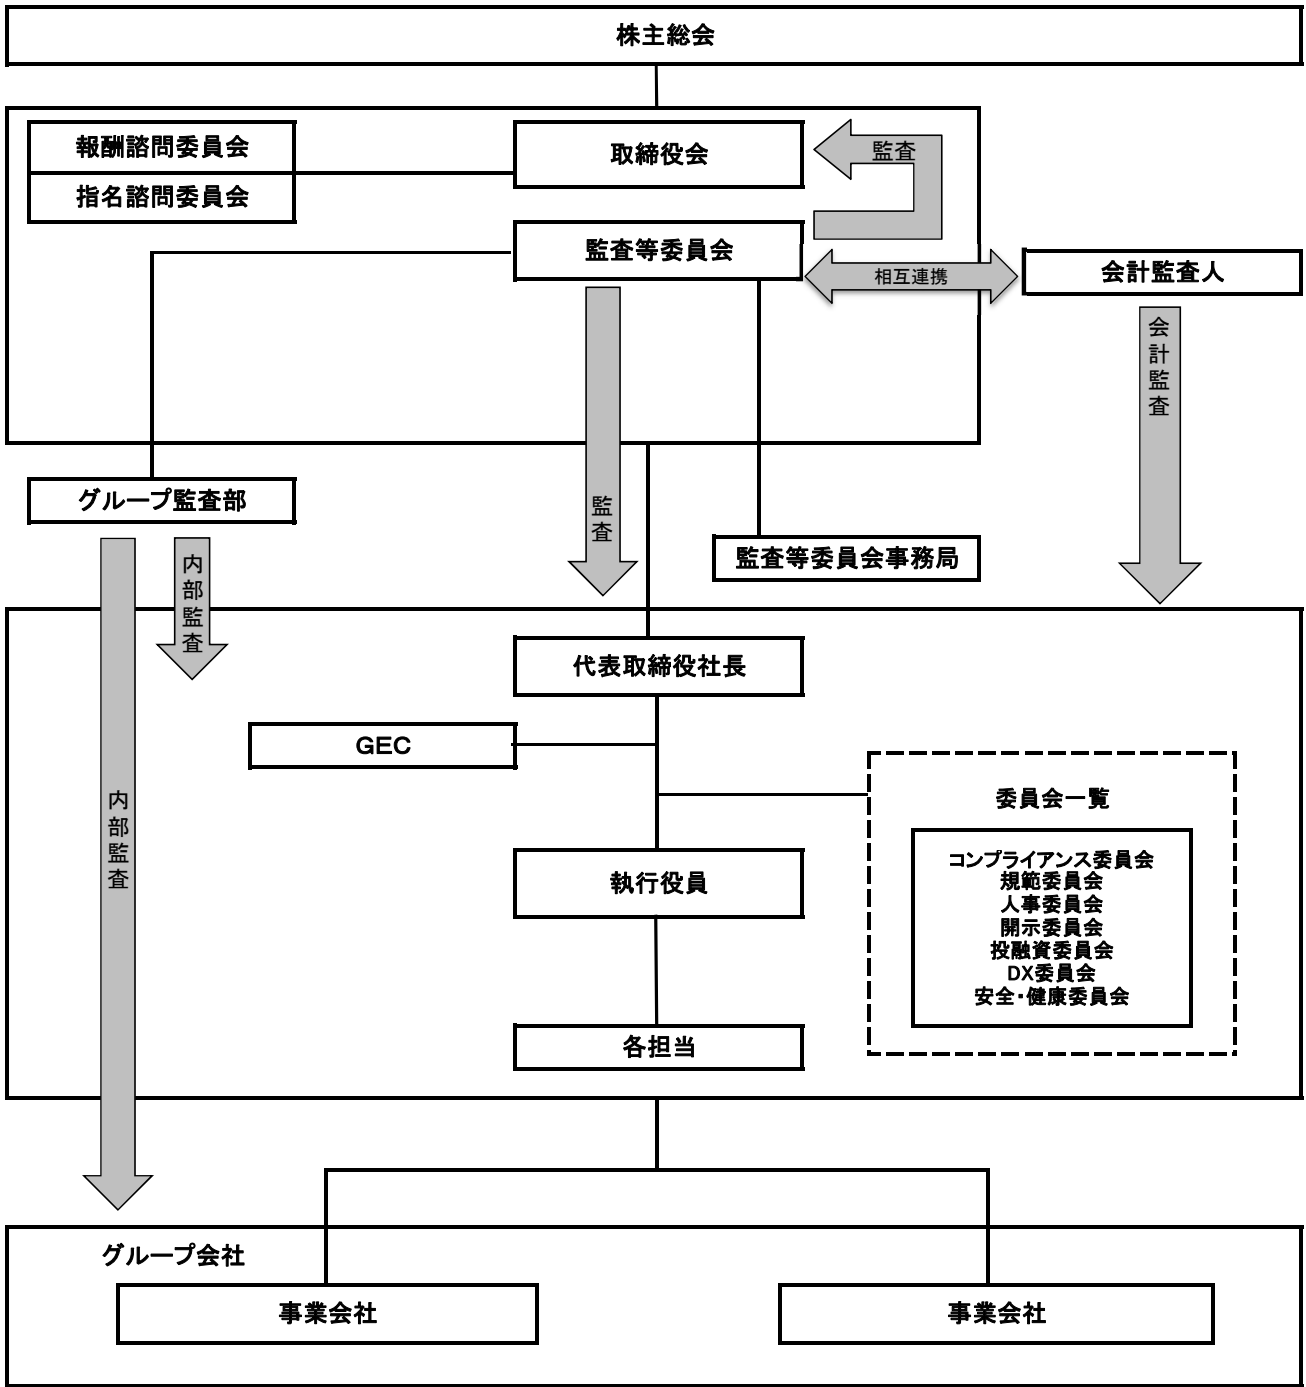 株主総会
報酬諮問委員会
指名諮問委員会
取締役会
監査
監査等委員会
相互連携
会計監査人
会計監査
グループ監査部
監査
監査等委員会事務局
内部監査
内部監査
代表取締役社長
GEC
委員会一覧
コンプライアンス委員会
規範委員会
人事委員会
開示委員会
投融資委員会
DX委員会
安全・健康委員会
執行役員
各担当
グループ会社
事業会社
事業会社